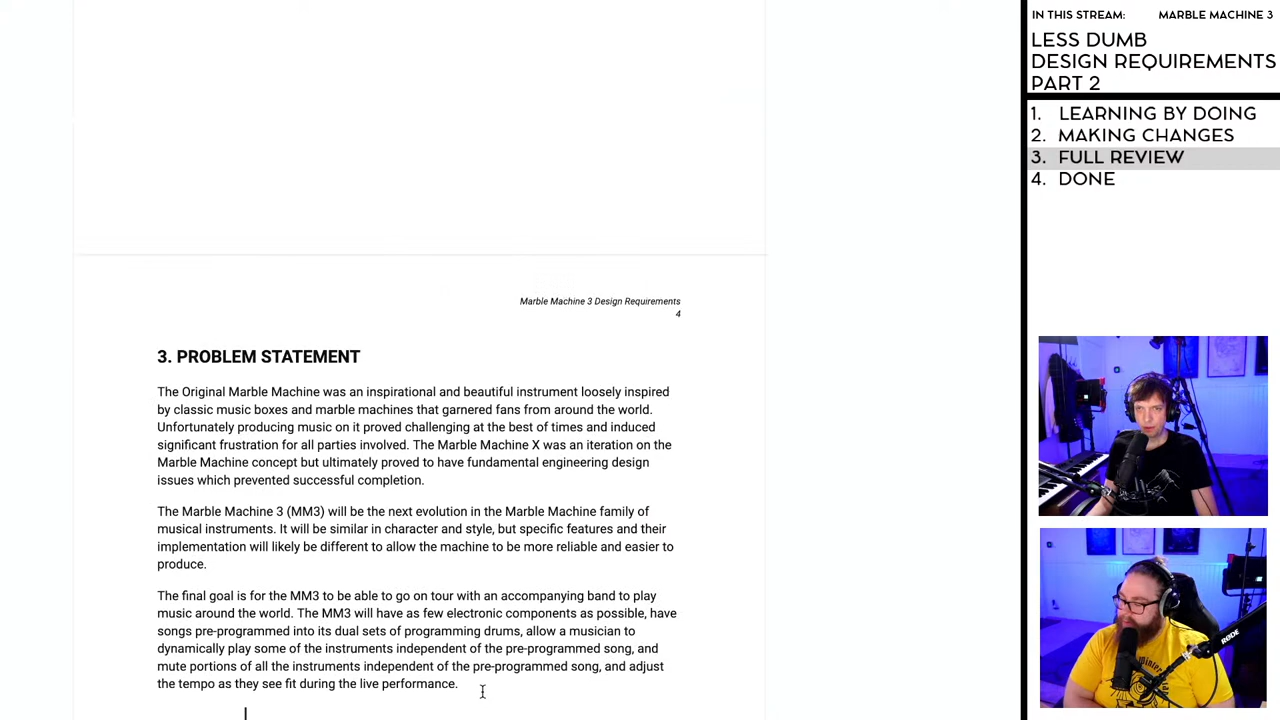 IN THIS STREAM: MARBLE MACHINE 3
LESS DUMB
DESIGN REQUIREMENTS
PART 2
1. LEARNING BY DOING
2. MAKING CHANGES
3. FULL REVIEW
4. DONE
Marble Machine 3 Design Requirements
4
3. PROBLEM STATEMENT
The Original Marble Machine was an inspirational and beautiful instrument loosely inspired
by classic music boxes and marble machines that garnered fans from around the world.
Unfortunately producing music on it proved challenging at the best of times and induced
significant frustration for all parties involved. The Marble Machine X was an iteration on the
Marble Machine concept but ultimately proved to have fundamental engineering design
issues which prevented successful completion.
The Marble Machine 3 (MM3) will be the next evolution in the Marble Machine family of
musical instruments. It will be similar in character and style, but specific features and their
implementation will likely be different to allow the machine to be more reliable and easier to
produce.
The final goal is for the MM3 to be able to go on tour with an accompanying band to play
music around the world. The MM3 will have as few electronic components as possible, have
songs pre-programmed into its dual sets of programming drums, allow a musician to
dynamically play some of the instruments independent of the pre-programmed song, and
mute portions of all the instruments independent of the pre-programmed song, and adjust
the tempo as they see fit during the live performance.
RØDE